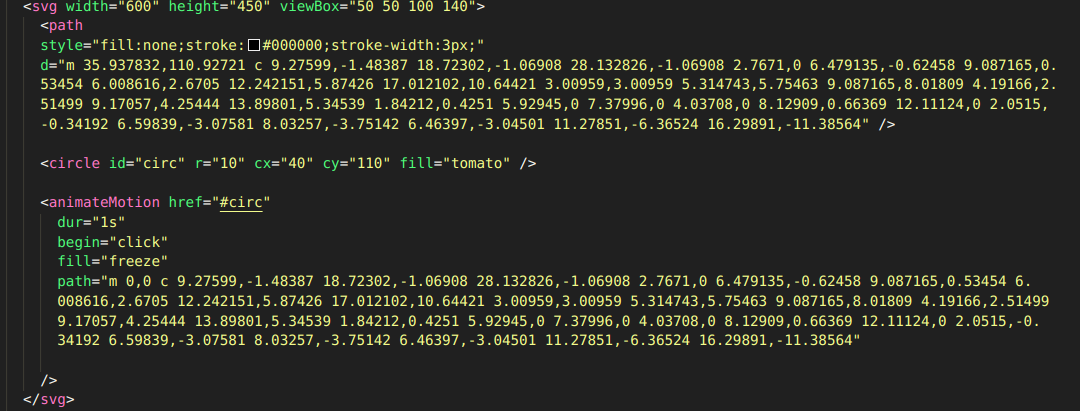 <svg width="600" height="450" viewBox="50 50 100 140">
<path
style="fill:none;stroke:#000000;stroke-width:3px;"
d="m 35.937832,110.92721 c 9.27599,-1.48387 18.72302,-1.06908 28.132826,-1.06908 2.7671,0 6.479135,-0.62458 9.087165,0.
53454 6.008616,2.6705 12.242151,5.87426 17.012102,10.64421 3.00959,3.00959 5.314743,5.75463 9.087165,8.01809 4.19166,2.
51499 9.17057,4.25444 13.89801,5.34539 1.84212,0.4251 5.92945,0 7.37996,0 4.03708,0 8.12909,0.66369 12.11124,0 2.0515,
-0.34192 6.59839,-3.07581 8.03257,-3.75142 6.46397,-3.04501 11.27851,-6.36524 16.29891,-11.38564" />
<circle id="circ" r="10" cx="40" cy="110" fill="tomato" />
<animateMotion href="#circ"
dur="1s"
begin="click"
fill="freeze"
path="m 0,0 c 9.27599,-1.48387 18.72302,-1.06908 28.132826,-1.06908 2.7671,0 6.479135,-0.62458 9.087165,0.53454 6.
008616,2.6705 12.242151,5.87426 17.012102,10.64421 3.00959,3.00959 5.314743,5.75463 9.087165,8.01809 4.19166,2.51499
9.17057,4.25444 13.89801,5.34539 1.84212,0.4251 5.92945,0 7.37996,0 4.03708,0 8.12909,0.66369 12.11124,0 2.0515,-0.
34192 6.59839,-3.07581 8.03257,-3.75142 6.46397,-3.04501 11.27851,-6.36524 16.29891,-11.38564"
/>
</svg>